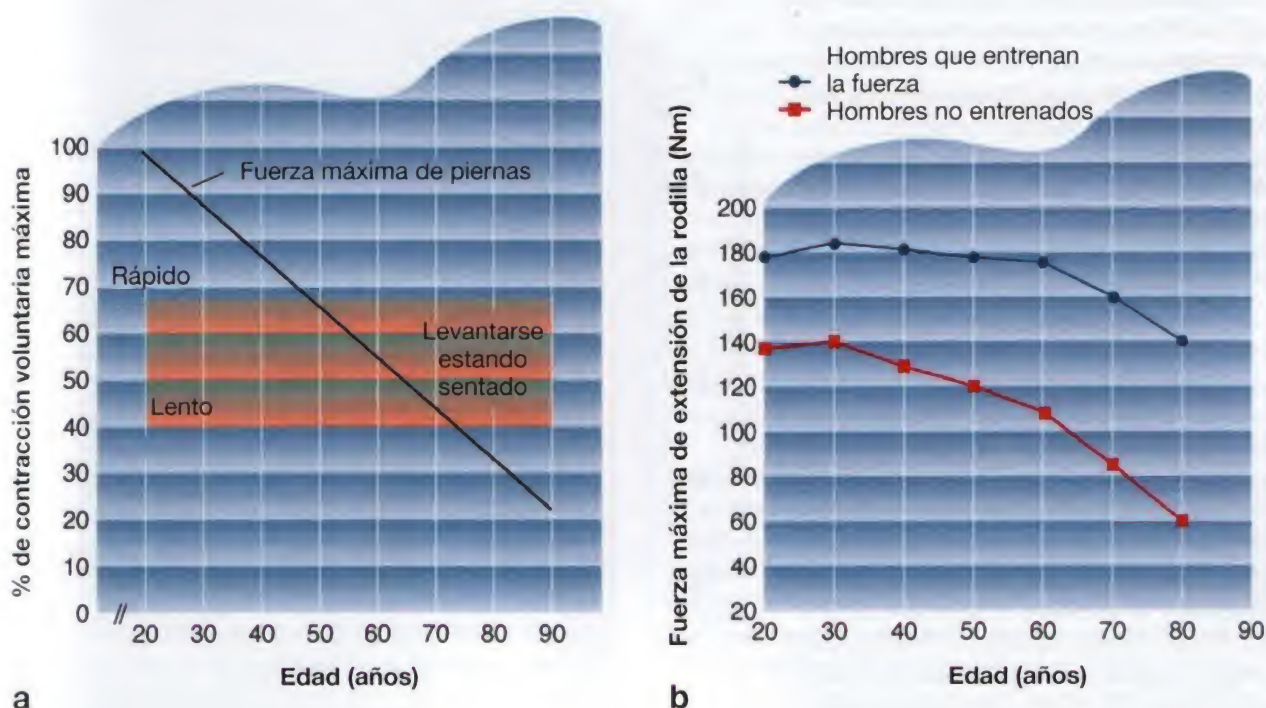 % de contracción voluntaria máxima
100
90
80
70
60
50
40
30
20
10
0
Fuerza máxima de piernas
Rápido
Levantarse
estando
sentado
Lento
// 20 30 40 50 60 70 80 90
Edad (años)
a
Hombres que entrenan
la fuerza
Hombres no entrenados
Fuerza máxima de extensión de la rodilla (Nm)
200
180
160
140
120
100
80
60
40
20
20 30 40 50 60 70 80 90
Edad (años)
b